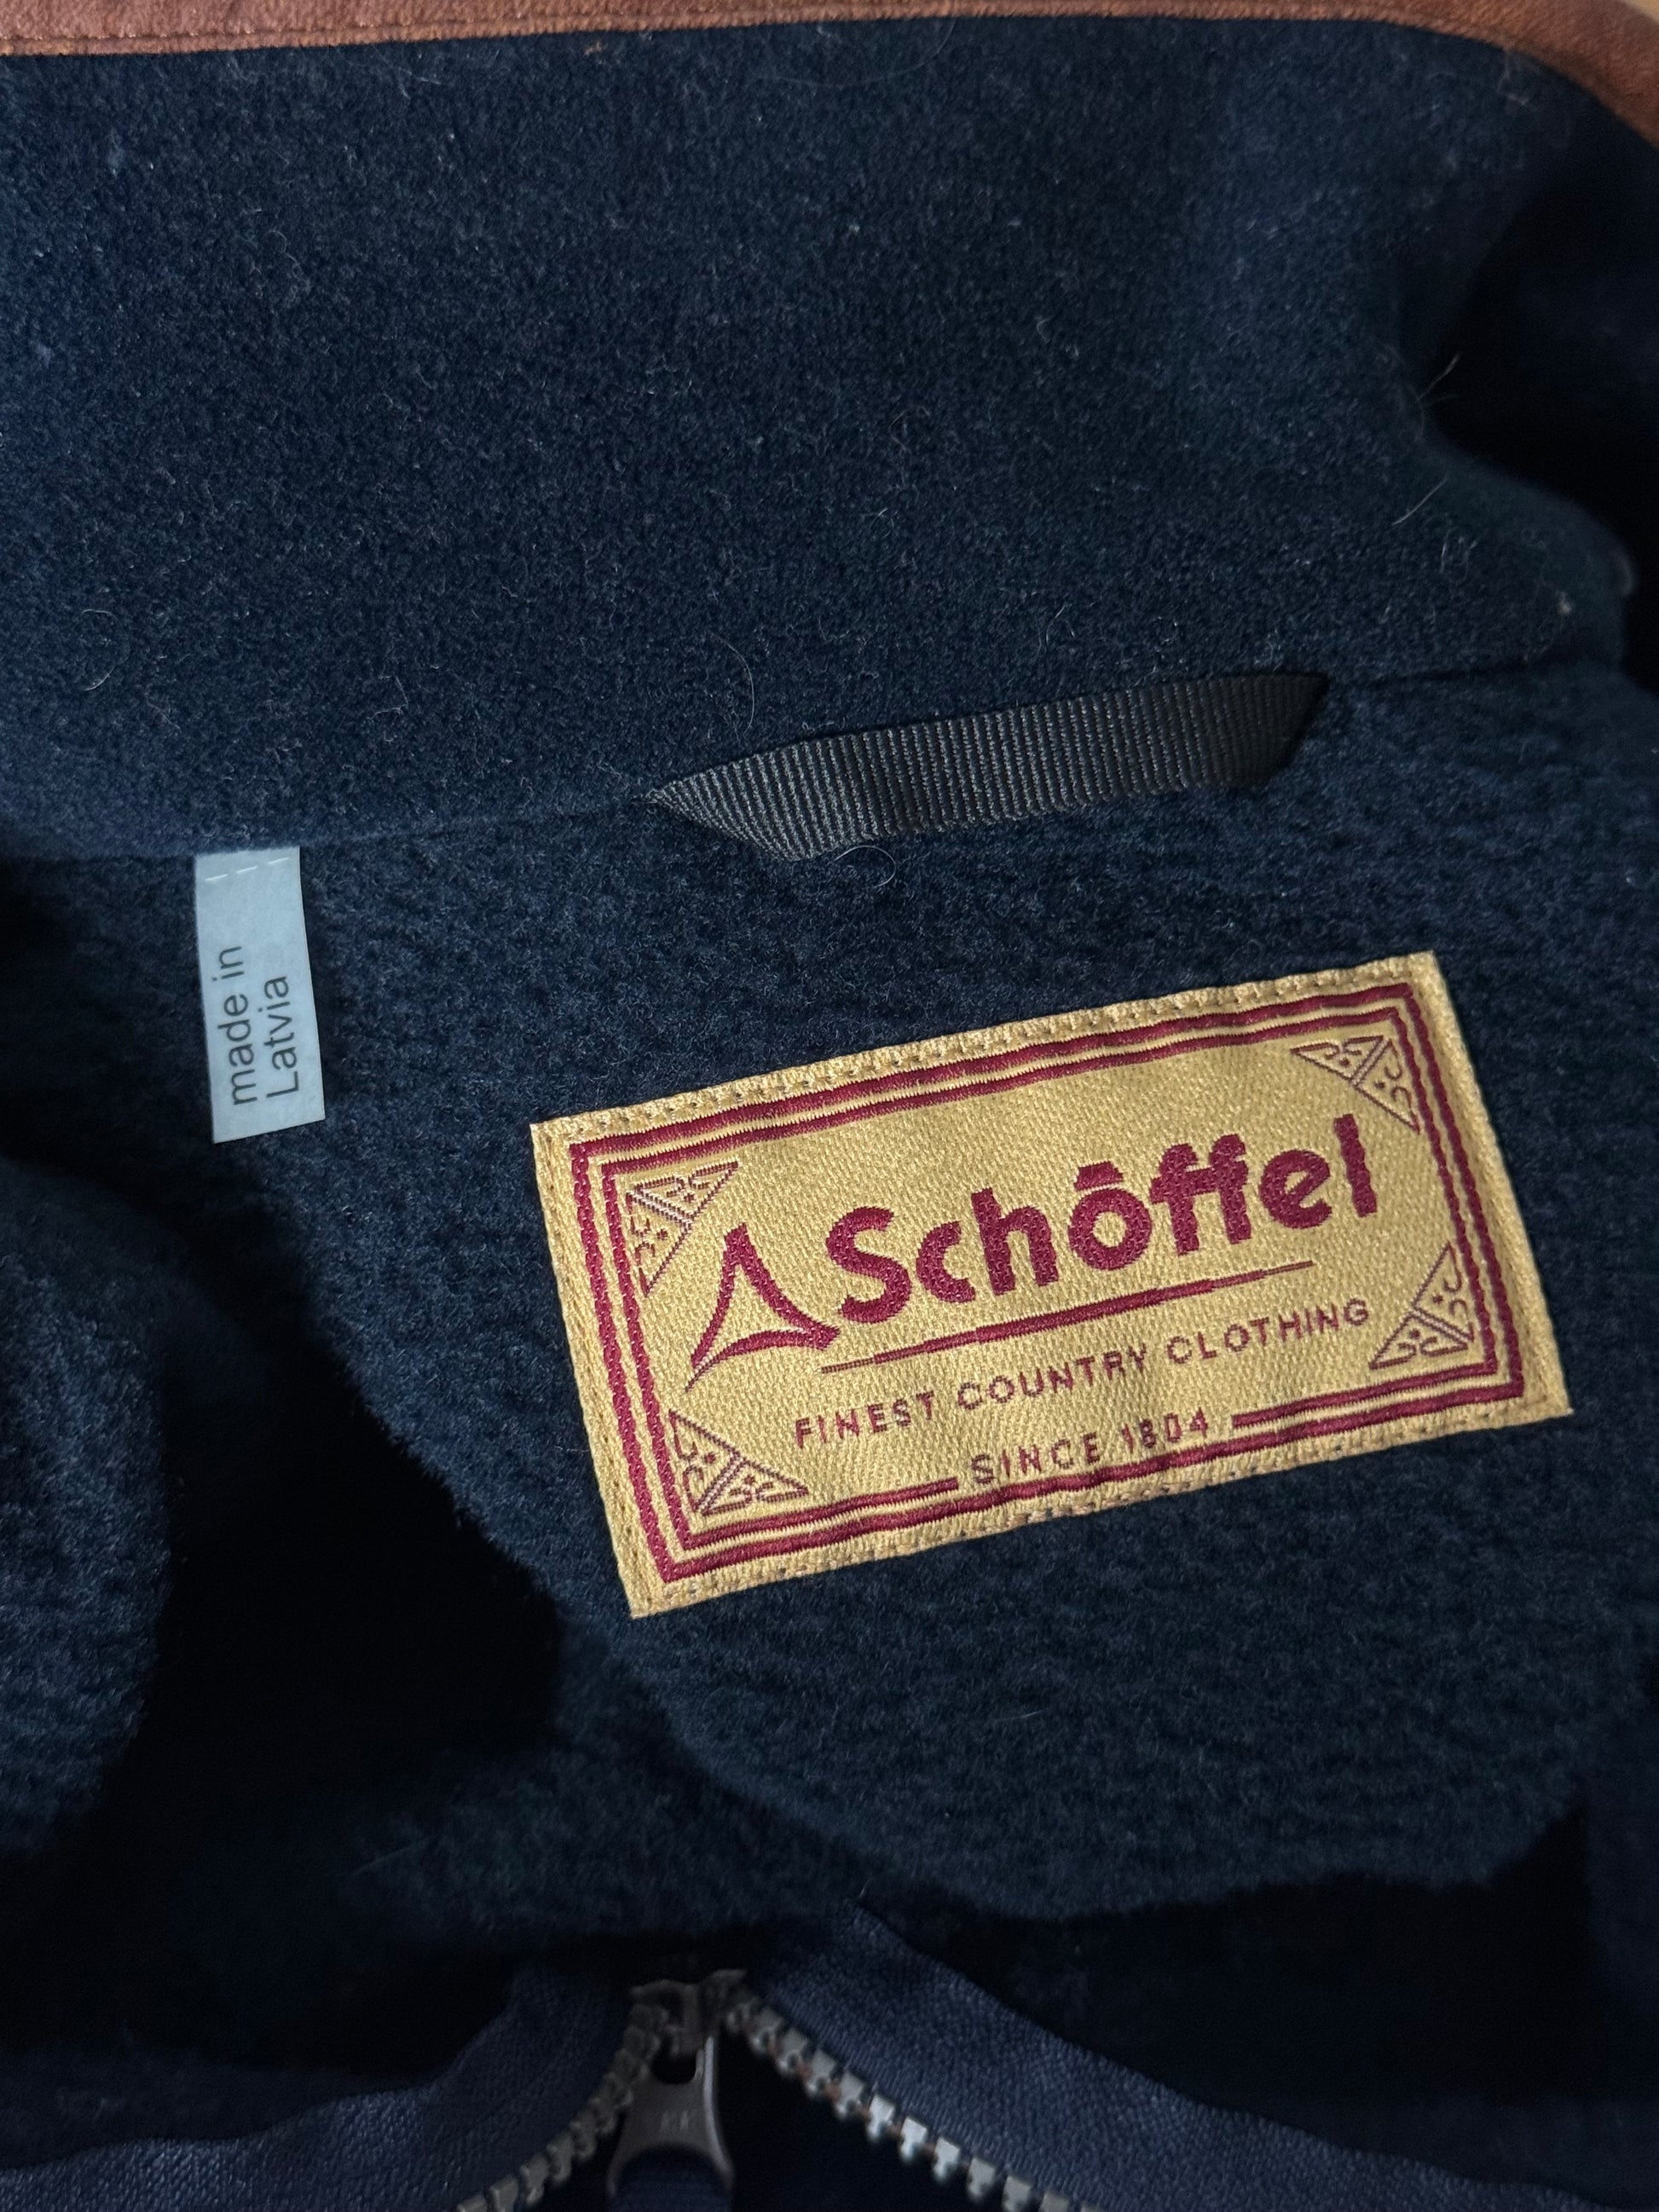 made in
Latvia
Schöffel
FINEST COUNTRY CLOTHING
SINCE 1804